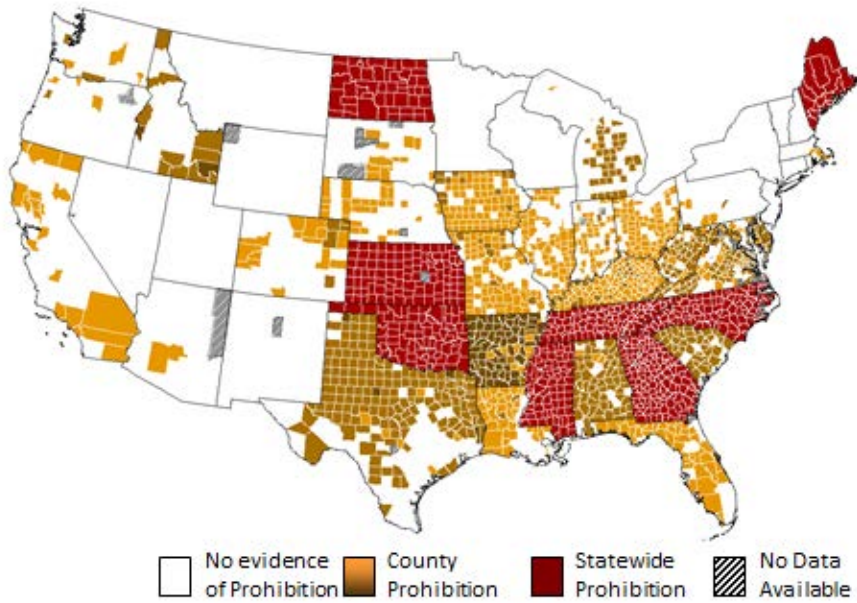 No evidence
of Prohibition
County
Prohibition
Statewide
Prohibition
No Data
Available